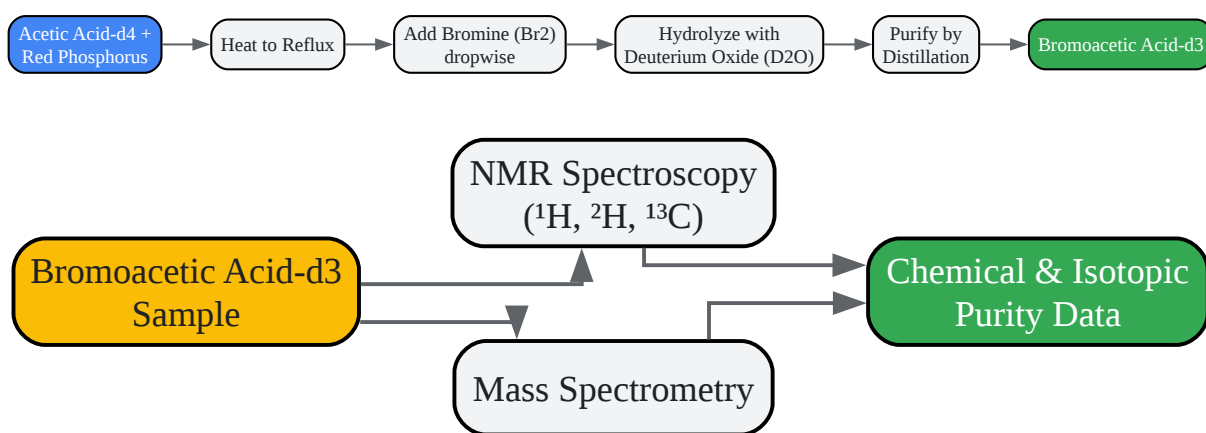 Acetic Acid-d4 +
Red Phosphorus
Heat to Reflux
Add Bromine (Br2)
dropwise
Hydrolyze with
Deuterium Oxide (D2O)
Purify by
Distillation
Bromoacetic Acid-d3
NMR Spectroscopy
(¹H, ²H, ¹³C)
Bromoacetic Acid-d3
Sample
Chemical & Isotopic
Purity Data
Mass Spectrometry